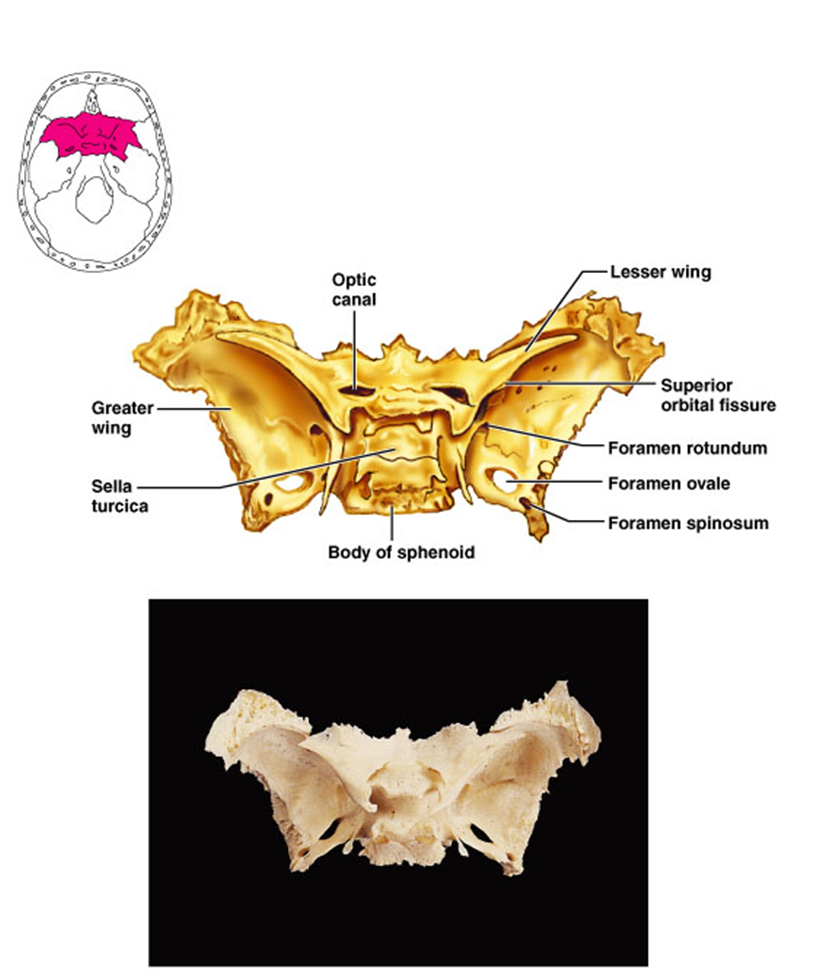 Optic
canal
Lesser wing
Superior
orbital fissure
Greater
wing
Foramen rotundum
Foramen ovale
Sella
turcica
Foramen spinosum
Body of sphenoid